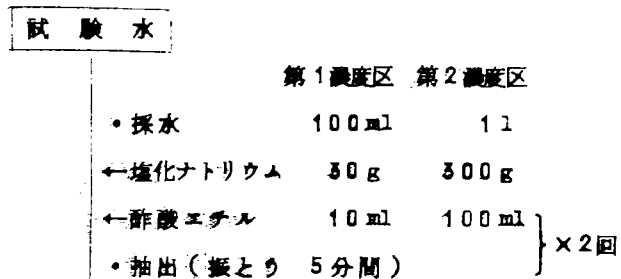 試験水
第1濃度区 第2濃度区
・採水 100ml 1l
←塩化ナトリウム 30g 300g
←酢酸エチル 10ml 100ml
・抽出(振とう 5分間) ×2回